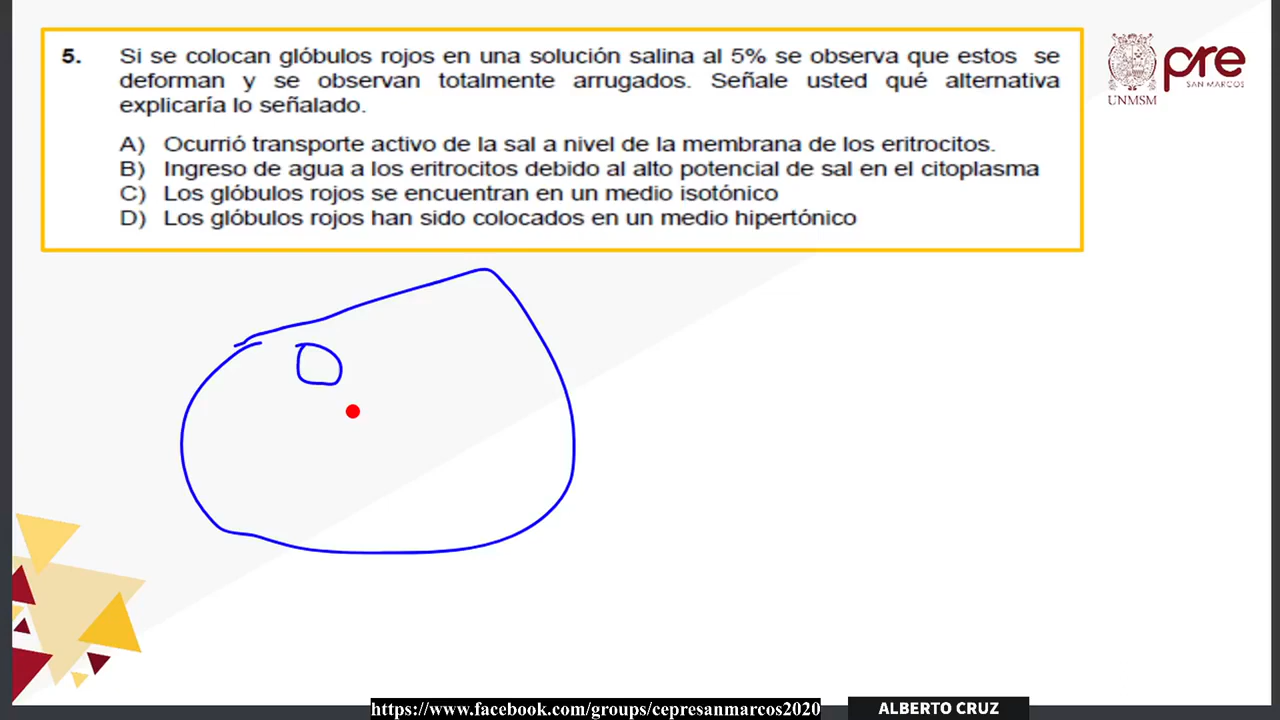 5. Si se colocan glóbulos rojos en una solución salina al 5% se observa que estos se
deforman y se observan totalmente arrugados. Señale usted qué alternativa
explicaría lo señalado.
A) Ocurrió transporte activo de la sal a nivel de la membrana de los eritrocitos.
B) Ingreso de agua a los eritrocitos debido al alto potencial de sal en el citoplasma
C) Los glóbulos rojos se encuentran en un medio isotónico
D) Los glóbulos rojos han sido colocados en un medio hipertónico
UNMSM
pre
SAN MARCOS
https://www.facebook.com/groups/cepresanmarcos2020
ALBERTO CRUZ